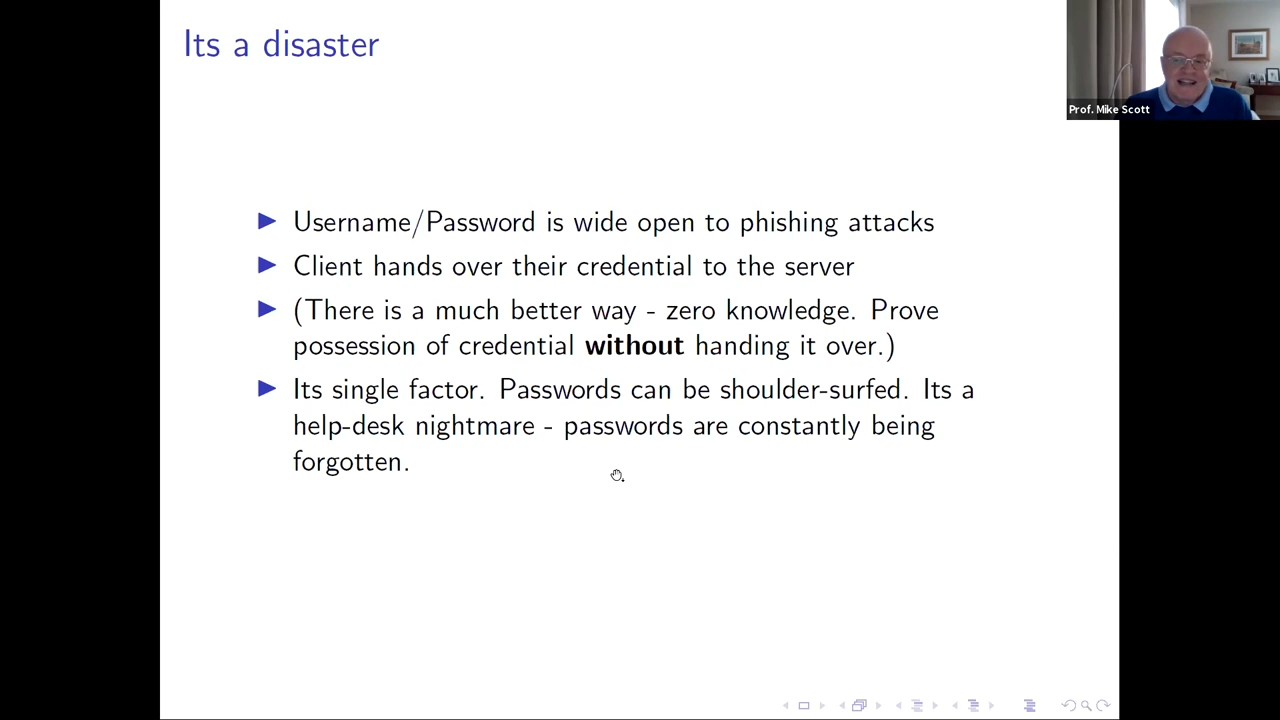 Its a disaster
Prof. Mike Scott
Username/Password is wide open to phishing attacks
Client hands over their credential to the server
(There is a much better way - zero knowledge. Prove
possession of credential without handing it over.)
Its single factor. Passwords can be shoulder-surfed. Its a
help-desk nightmare - passwords are constantly being
forgotten.